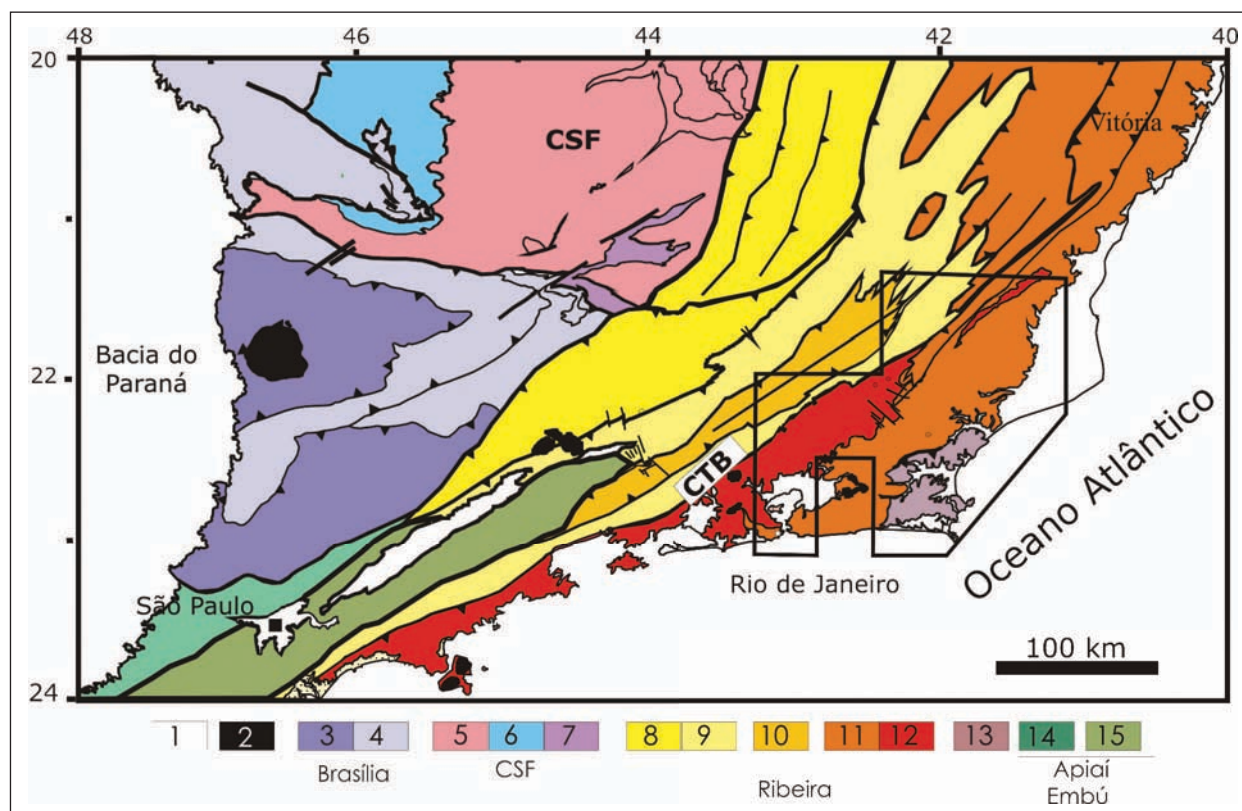 48 46 44 42 40
20
CSF
Vitória
22
Bacia do
Paraná
CTB
Oceano Atlântico
Rio de Janeiro
São Paulo
100 km
24
1 2 3 4 5 6 7 8 9 10 11 12 13 14 15
Brasília CSF Ribeira Apiaí
Embú